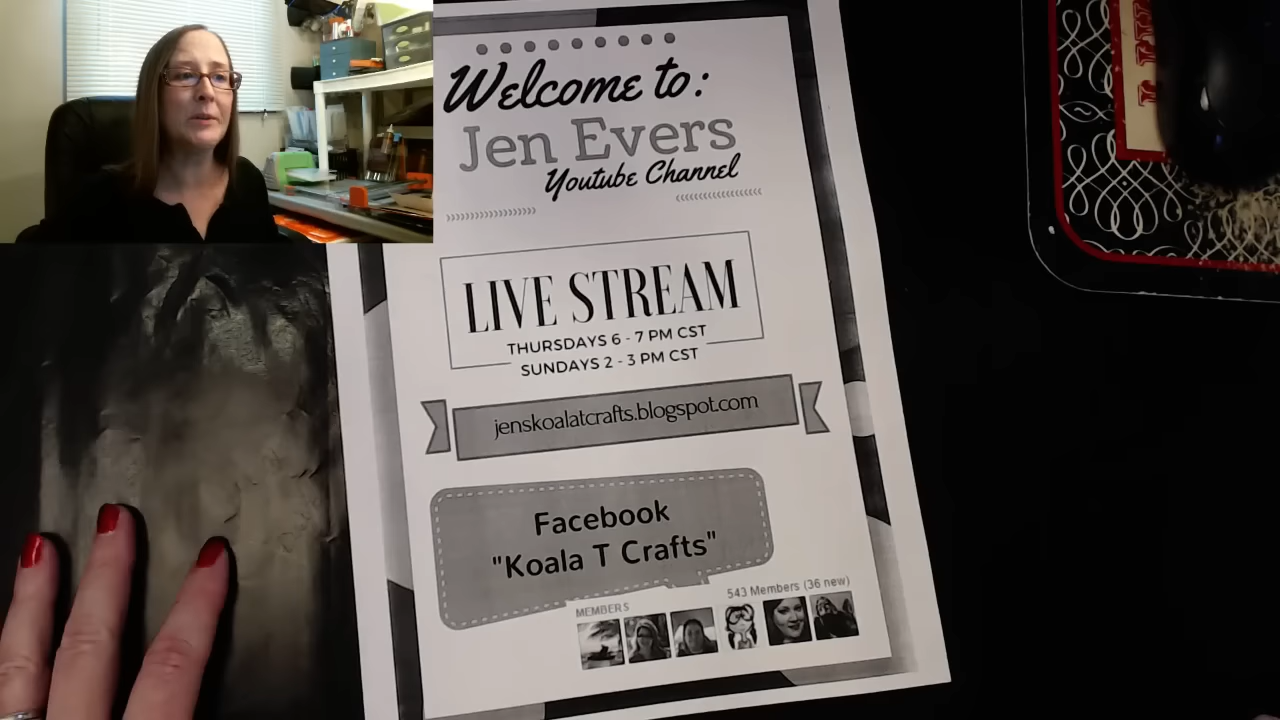 Welcome to:
Jen Evers
Youtube Channel
LIVE STREAM
THURSDAYS 6 - 7 PM CST
SUNDAYS 2 - 3 PM CST
jenskoalatcrafts.blogspot.com
Facebook
"Koala T Crafts"
MEMBERS
543 Members (36 new)